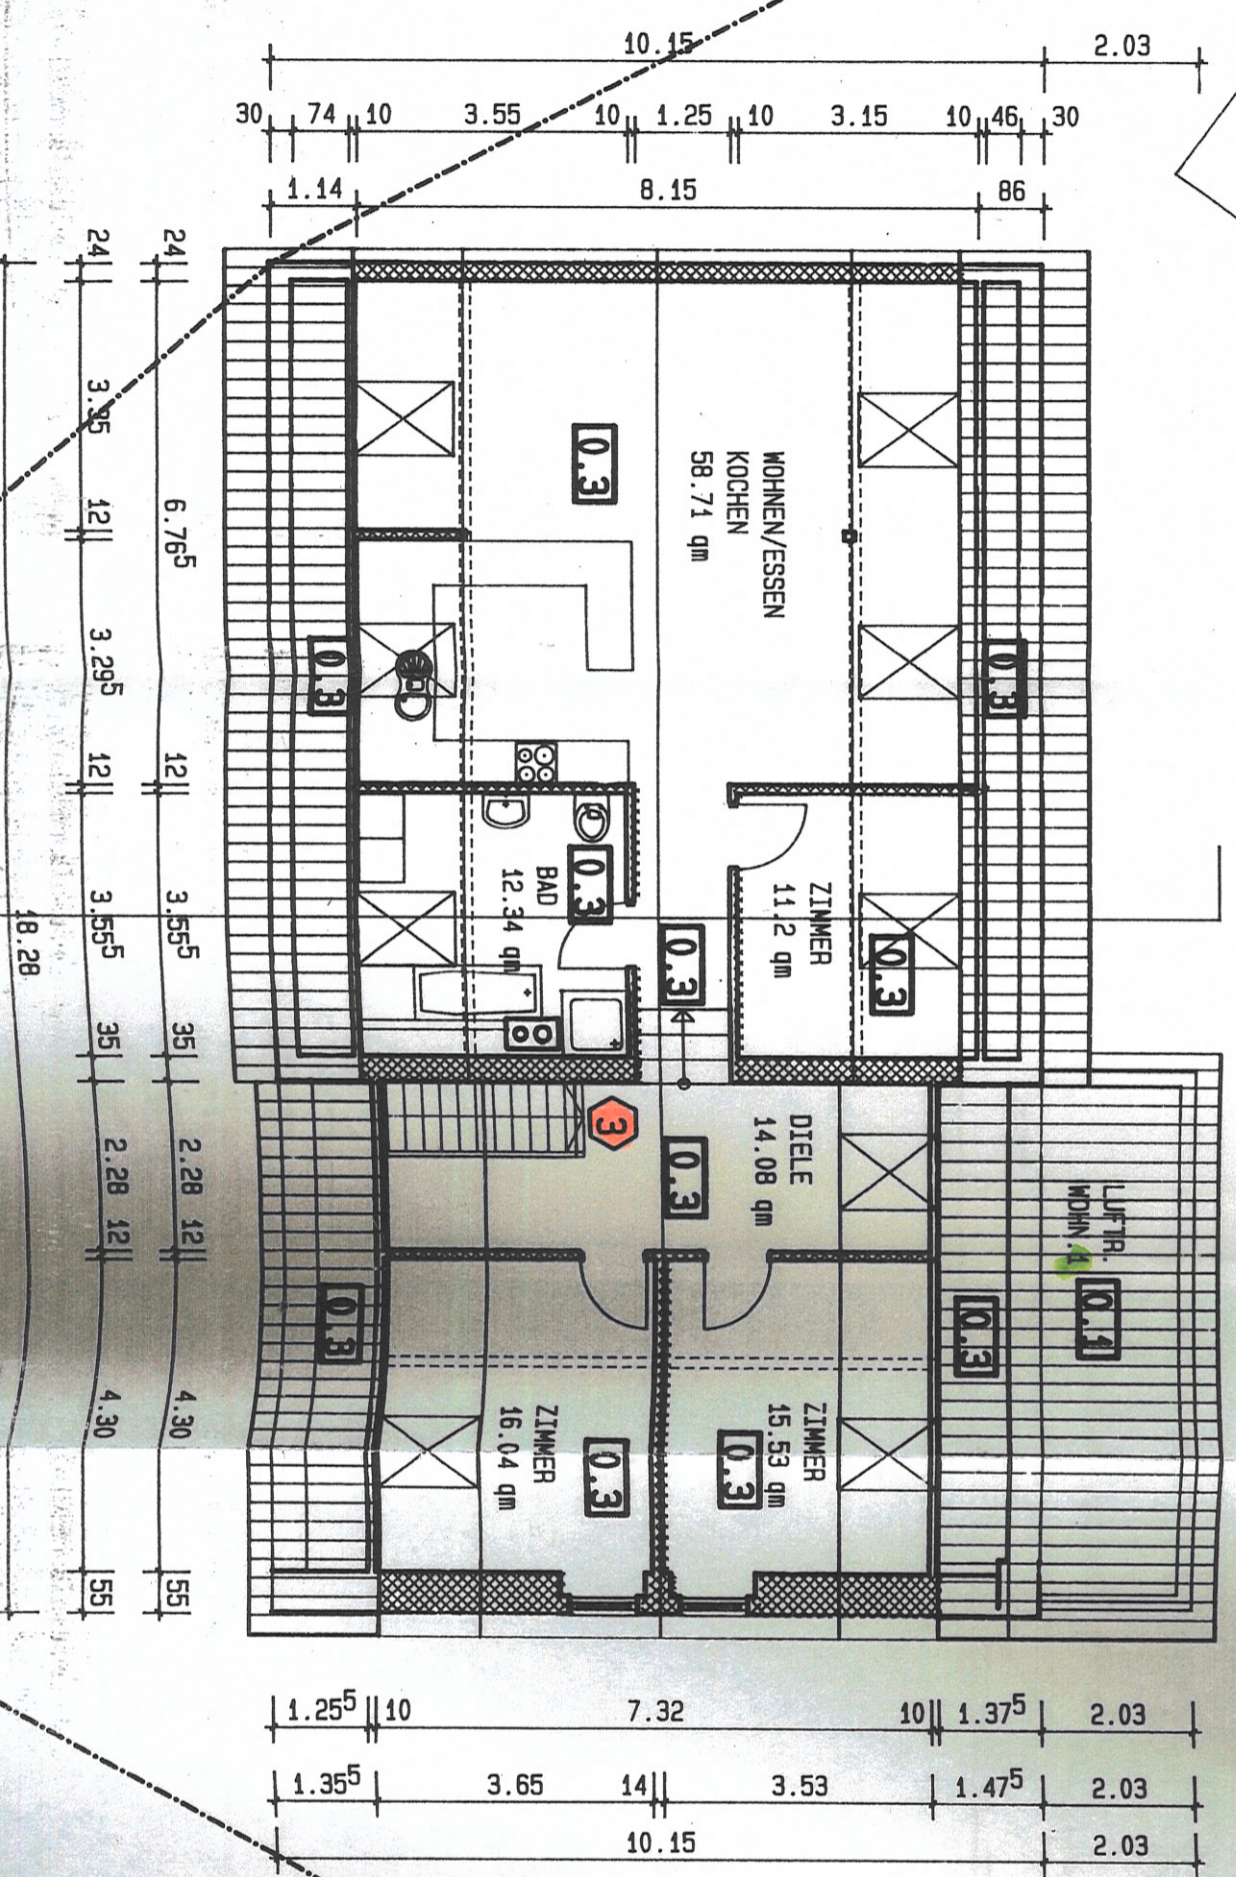 10.15
2.03
30 74 10 3.55 10 1.25 10 3.15 10 46 30
1.14 8.15 86
24 3.35 12 3.29⁵ 12 3.55⁵ 35 2.28 12 4.30 55
24 6.76⁵ 12 3.55⁵ 35 2.28 12 4.30 55
18.28
WOHNEN/ESSEN
KOCHEN
58.71 qm
0.3
0.3
0.3
ZIMMER
11.2 qm
0.3
BAD
12.34 qm
0.3
0.3
DIELE
14.08 qm
0.3
3
LUFTR.
WOHN.1
0.1
0.3
0.3
ZIMMER
15.53 qm
0.3
ZIMMER
16.04 qm
0.3
1.25⁵ 10 7.32 10 1.37⁵ 2.03
1.35⁵ 3.65 14 3.53 1.47⁵ 2.03
10.15 2.03